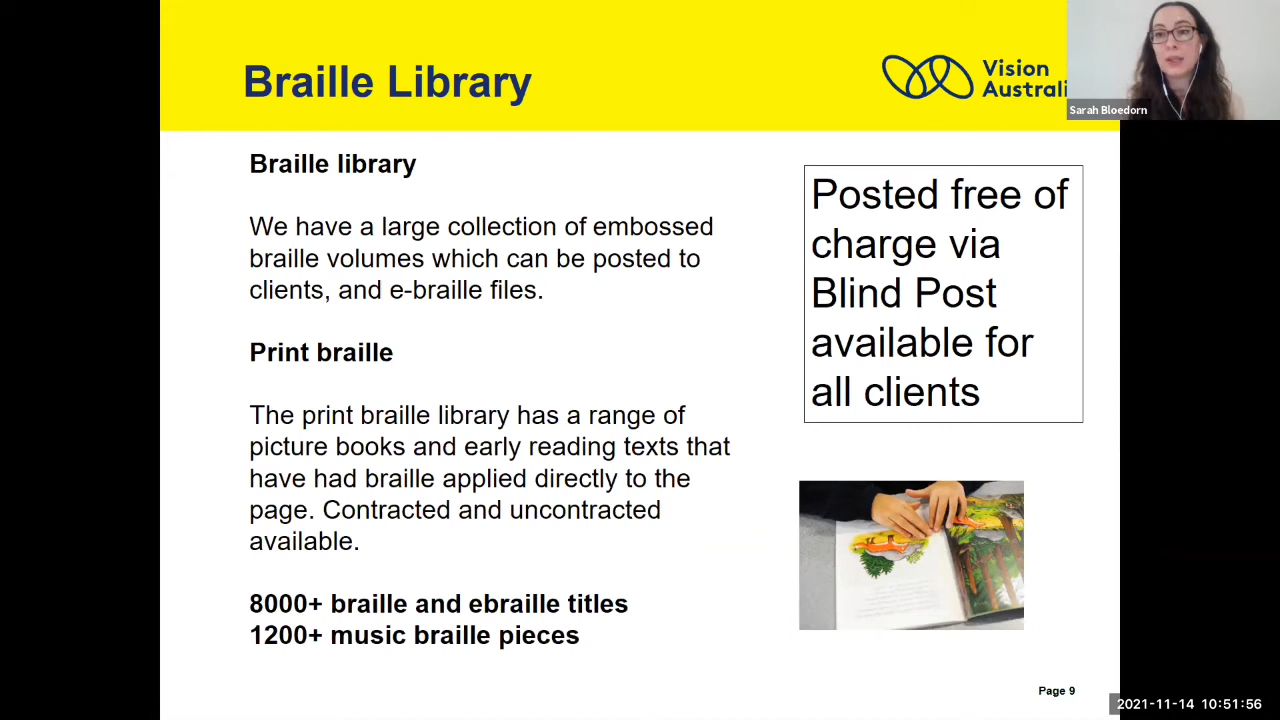 Braille Library
Vision
Australi
Sarah Bloedorn
Braille library
We have a large collection of embossed
braille volumes which can be posted to
clients, and e-braille files.
Print braille
The print braille library has a range of
picture books and early reading texts that
have had braille applied directly to the
page. Contracted and uncontracted
available.
8000+ braille and ebraille titles
1200+ music braille pieces
Posted free of
charge via
Blind Post
available for
all clients
Page 9
2021-11-14 10:51:56